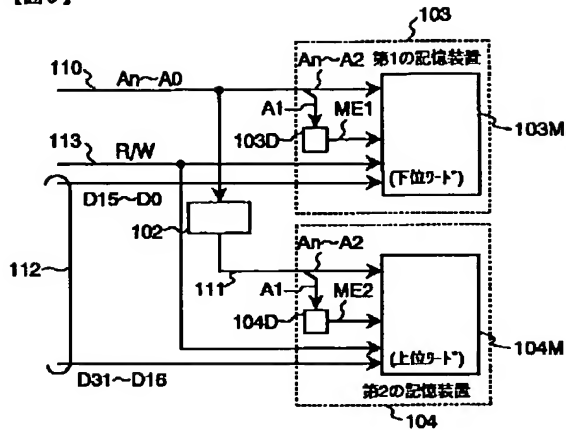 103
110
An~A0
An~A2
第1の記憶装置
A1
ME1
103D
103M
113
R/W
(下位ワード)
D15~D0
102
An~A2
112
111
A1
ME2
104D
104M
(上位ワード)
D31~D16
第2の記憶装置
104